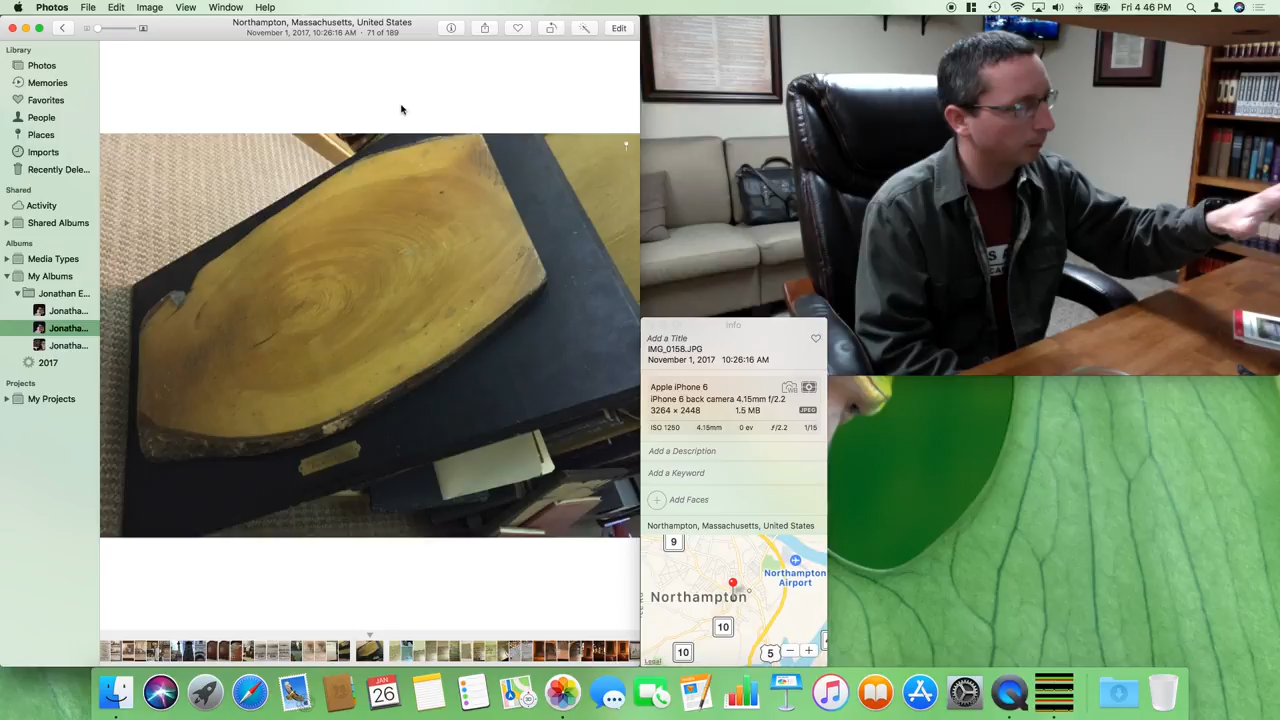 Photos File Edit Image View Window Help
Fri 4:46 PM
Northampton, Massachusetts, United States
November 1, 2017, 10:26:16 AM · 71 of 189
Edit
Library
Photos
Memories
Favorites
People
Places
Imports
Recently Dele...
Shared
Activity
Shared Albums
Albums
Media Types
My Albums
Jonathan E...
Jonatha...
Jonatha...
Jonatha...
2017
Projects
My Projects
Info
Add a Title
IMG_0158.JPG
November 1, 2017 10:26:16 AM
Apple iPhone 6
iPhone 6 back camera 4.15mm f/2.2
3264 × 2448 1.5 MB JPEG
ISO 1250 4.15mm 0 ev ƒ/2.2 1/15
Add a Description
Add a Keyword
Add Faces
Northampton, Massachusetts, United States
9
Northampton
Airport
Northampton
10
10
5
Legal
JAN
26